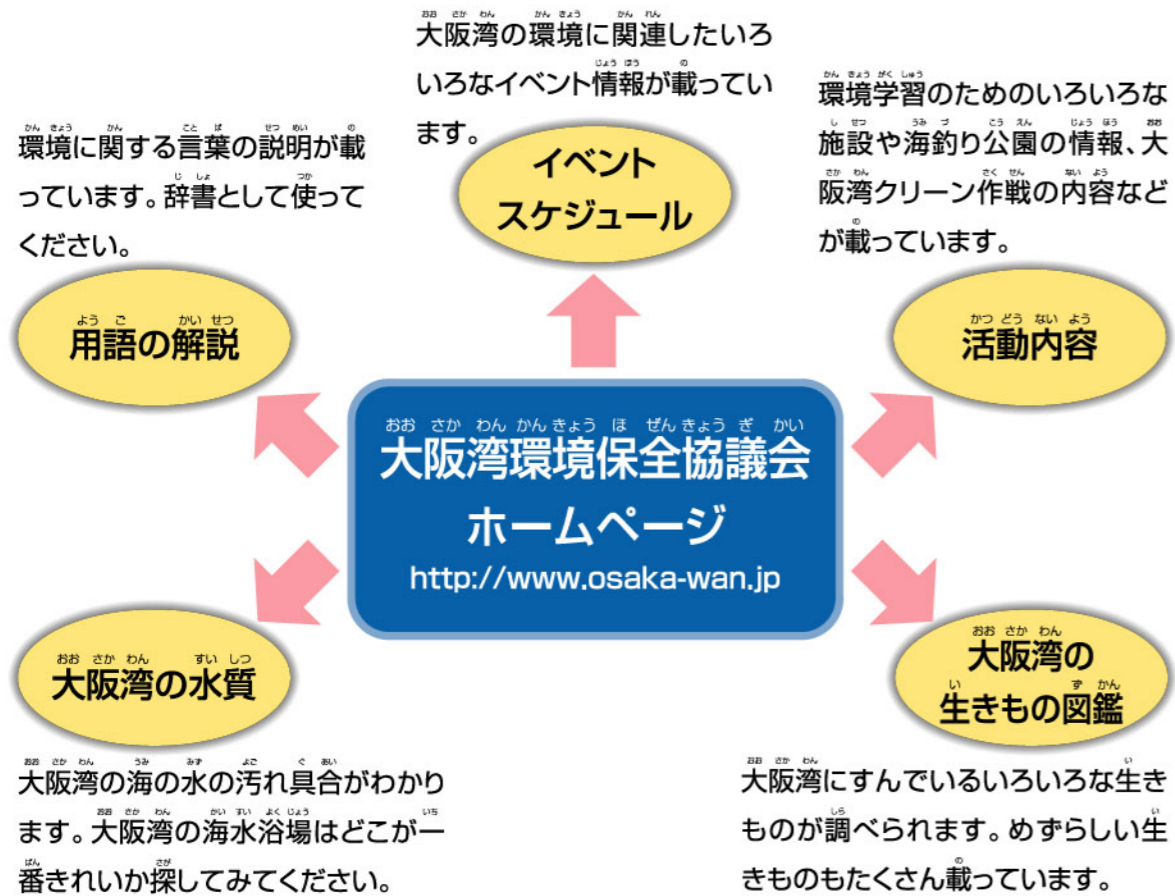 大阪湾の環境に関連したいろ
いろなイベント情報が載ってい
ます。
イベント
スケジュール
環境学習のためのいろいろな
施設や海釣り公園の情報、大
阪湾クリーン作戦の内容など
が載っています。
活動内容
環境に関する言葉の説明が載
っています。辞書として使って
ください。
用語の解説
大阪湾環境保全協議会
ホームページ
http://www.osaka-wan.jp
大阪湾の水質
大阪湾の海の水の汚れ具合がわかり
ます。大阪湾の海水浴場はどこが一
番きれいか探してみてください。
大阪湾の
生きもの図鑑
大阪湾にすんでいるいろいろな生き
ものが調べられます。めずらしい生
きものもたくさん載っています。